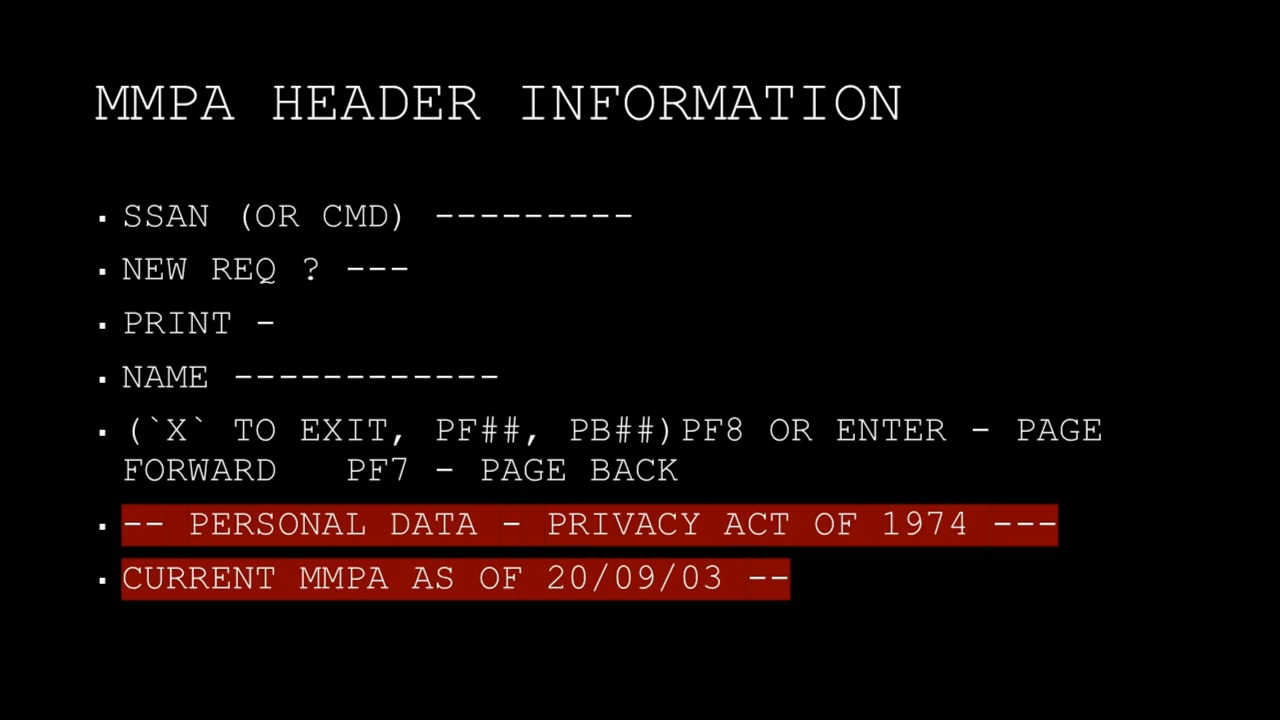 MMPA HEADER INFORMATION
▪ SSAN (OR CMD) ---------
▪ NEW REQ ? ---
▪ PRINT -
▪ NAME ------------
▪ (`X` TO EXIT, PF##, PB##)PF8 OR ENTER - PAGE
FORWARD   PF7 - PAGE BACK
▪ -- PERSONAL DATA - PRIVACY ACT OF 1974 ---
▪ CURRENT MMPA AS OF 20/09/03 --